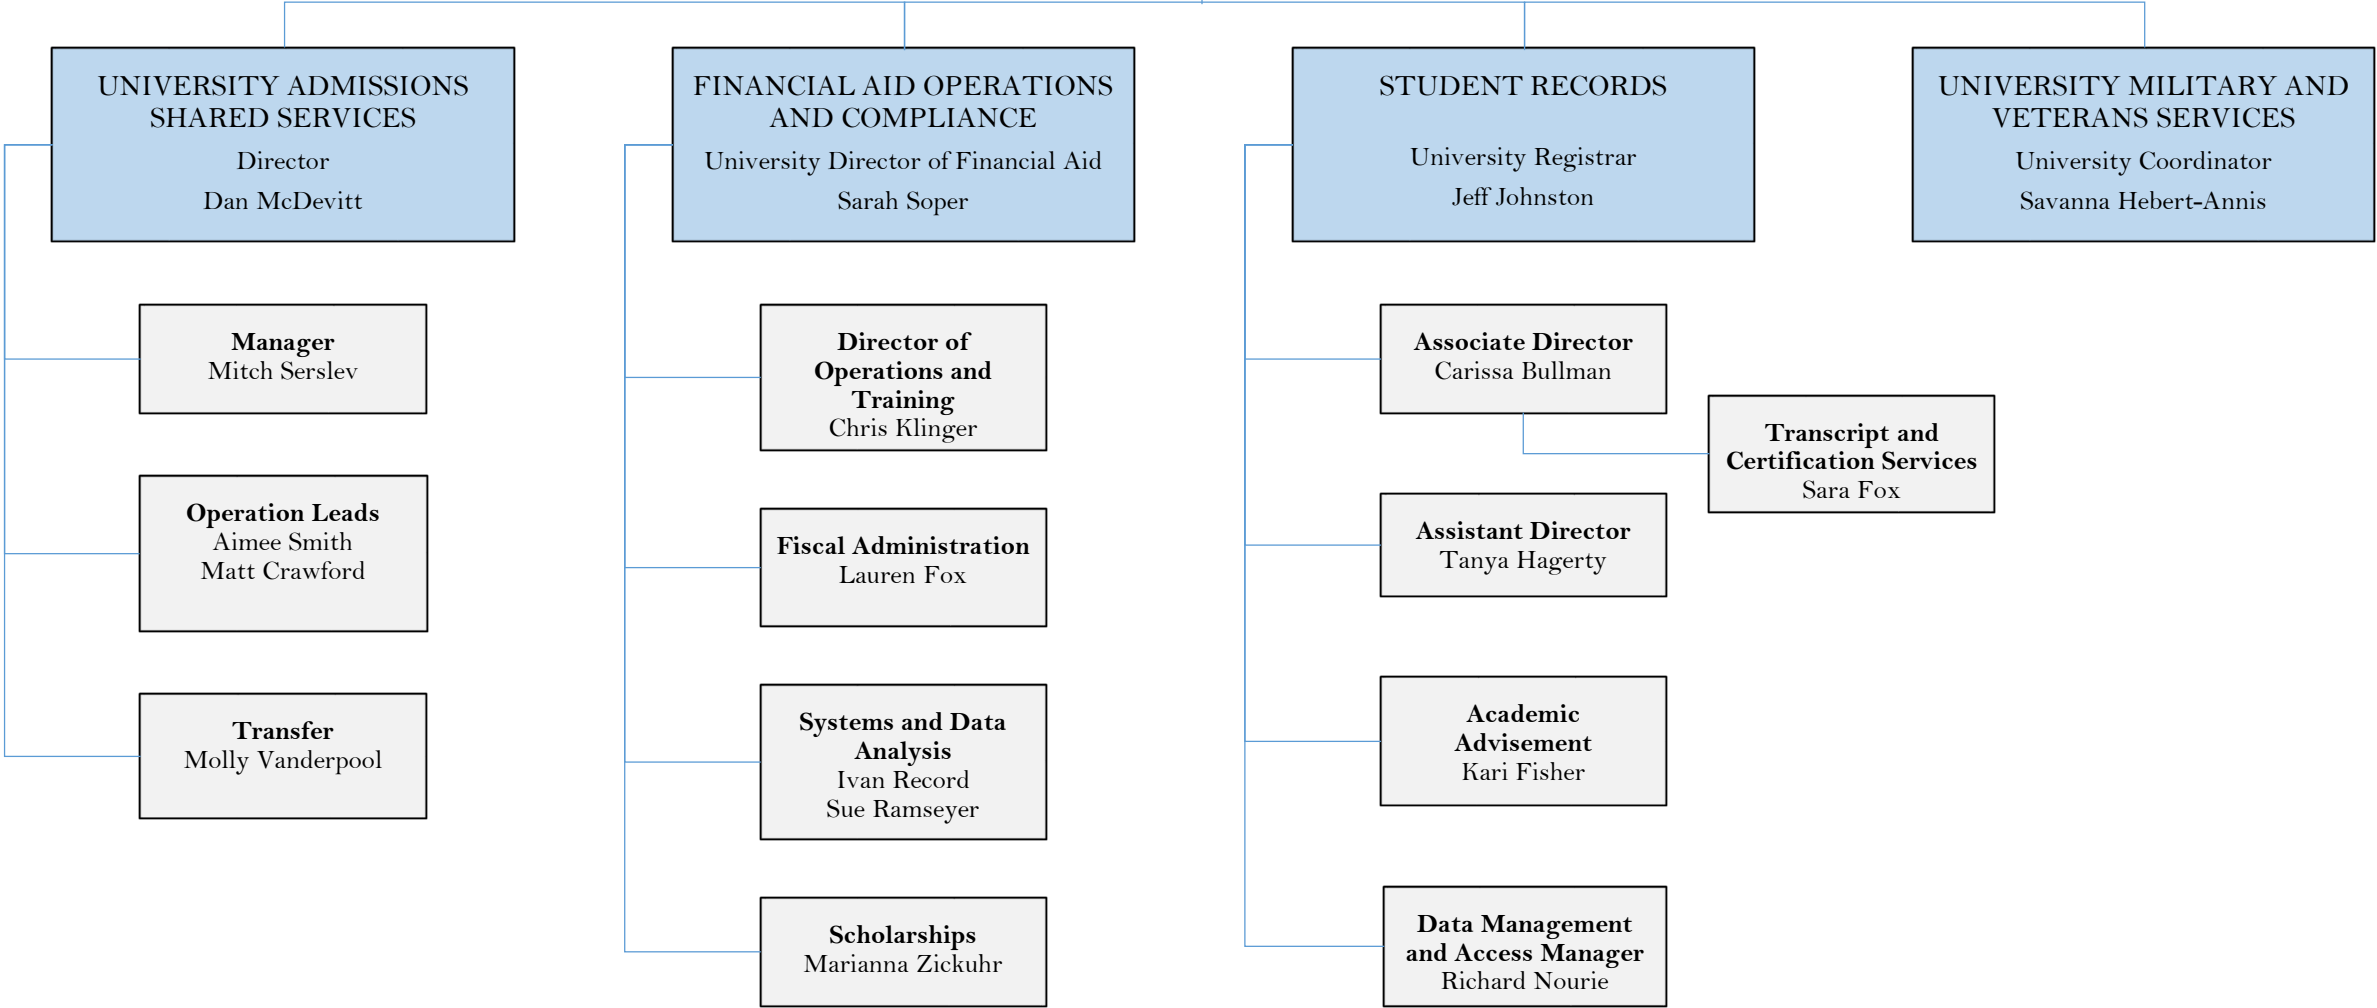 UNIVERSITY ADMISSIONS
SHARED SERVICES
Director
Dan McDevitt
Manager
Mitch Serslev
Operation Leads
Aimee Smith
Matt Crawford
Transfer
Molly Vanderpool
FINANCIAL AID OPERATIONS
AND COMPLIANCE
University Director of Financial Aid
Sarah Soper
Director of
Operations and
Training
Chris Klinger
Fiscal Administration
Lauren Fox
Systems and Data
Analysis
Ivan Record
Sue Ramseyer
Scholarships
Marianna Zickuhr
STUDENT RECORDS
University Registrar
Jeff Johnston
Associate Director
Carissa Bullman
Transcript and
Certification Services
Sara Fox
Assistant Director
Tanya Hagerty
Academic
Advisement
Kari Fisher
Data Management
and Access Manager
Richard Nourie
UNIVERSITY MILITARY AND
VETERANS SERVICES
University Coordinator
Savanna Hebert-Annis